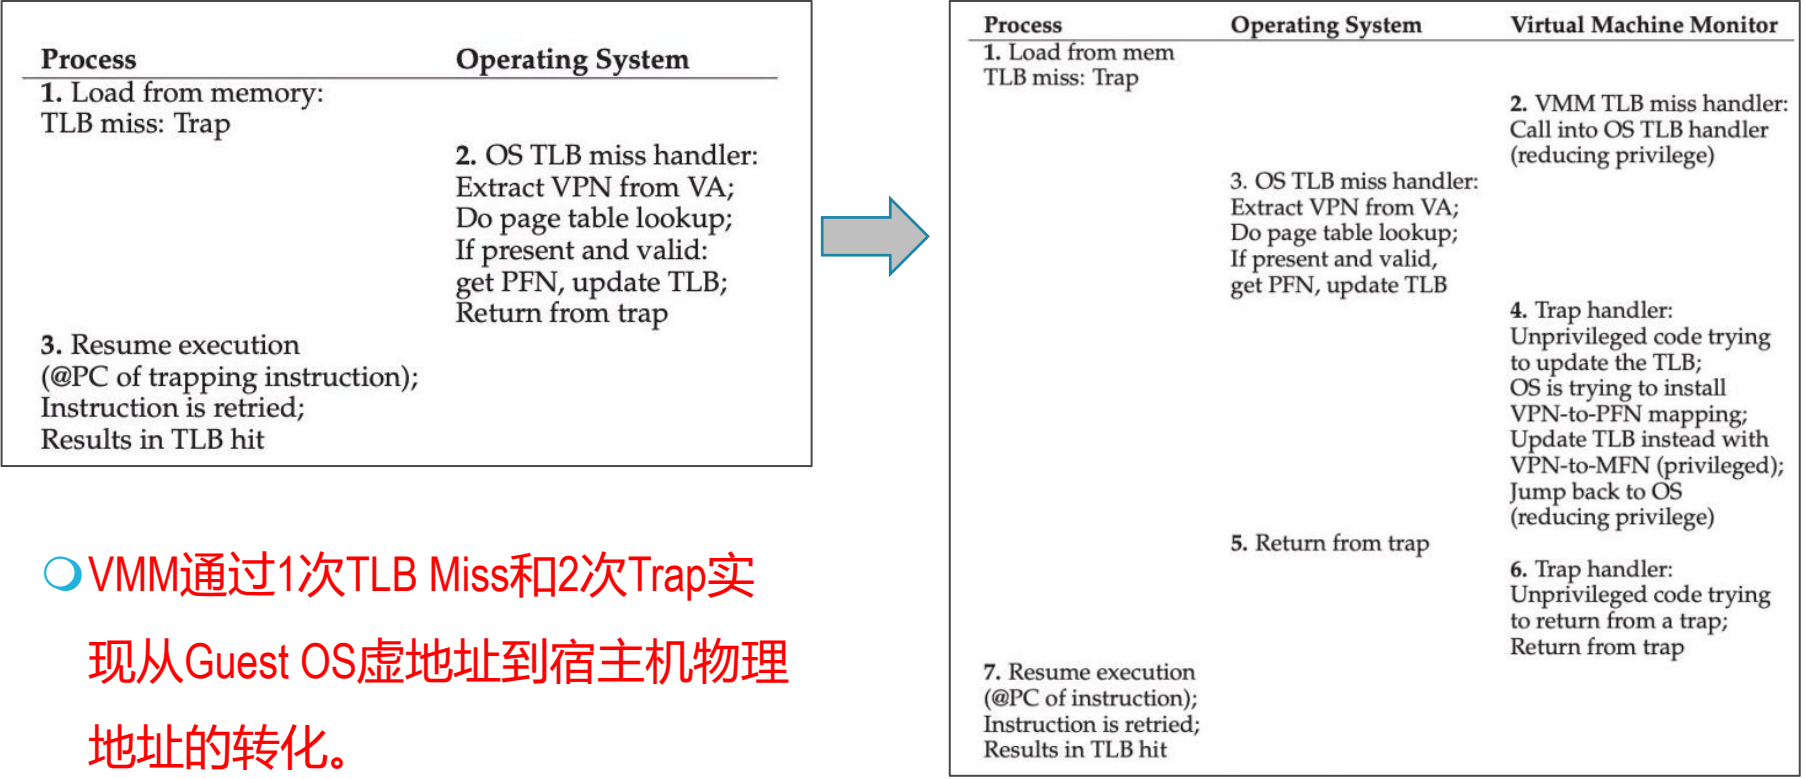 Process Operating System
1. Load from memory:
TLB miss: Trap
2. OS TLB miss handler:
Extract VPN from VA;
Do page table lookup;
If present and valid:
get PFN, update TLB;
Return from trap
3. Resume execution
(@PC of trapping instruction);
Instruction is retried;
Results in TLB hit
VMM通过1次TLB Miss和2次Trap实
现从Guest OS虚地址到宿主机物理
地址的转化。
Process Operating System Virtual Machine Monitor
1. Load from mem
TLB miss: Trap
2. VMM TLB miss handler:
Call into OS TLB handler
(reducing privilege)
3. OS TLB miss handler:
Extract VPN from VA;
Do page table lookup;
If present and valid,
get PFN, update TLB
4. Trap handler:
Unprivileged code trying
to update the TLB;
OS is trying to install
VPN-to-PFN mapping;
Update TLB instead with
VPN-to-MFN (privileged);
Jump back to OS
(reducing privilege)
5. Return from trap
6. Trap handler:
Unprivileged code trying
to return from a trap;
Return from trap
7. Resume execution
(@PC of instruction);
Instruction is retried;
Results in TLB hit